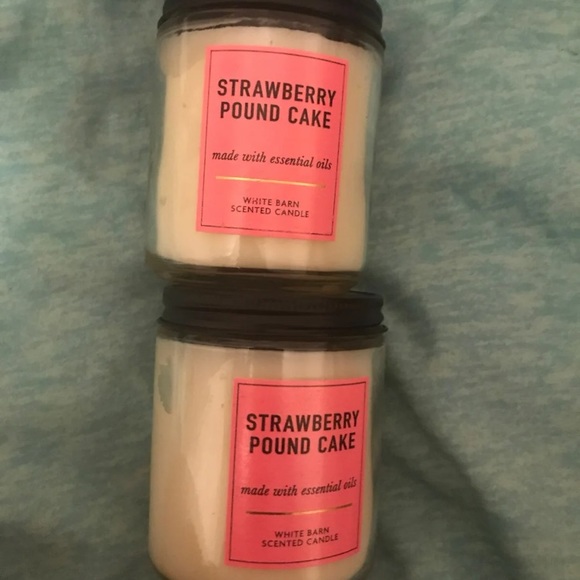 STRAWBERRY
POUND CAKE
made with essential oils
WHITE BARN
SCENTED CANDLE
STRAWBERRY
POUND CAKE
made with essential oils
WHITE BARN
SCENTED CANDLE